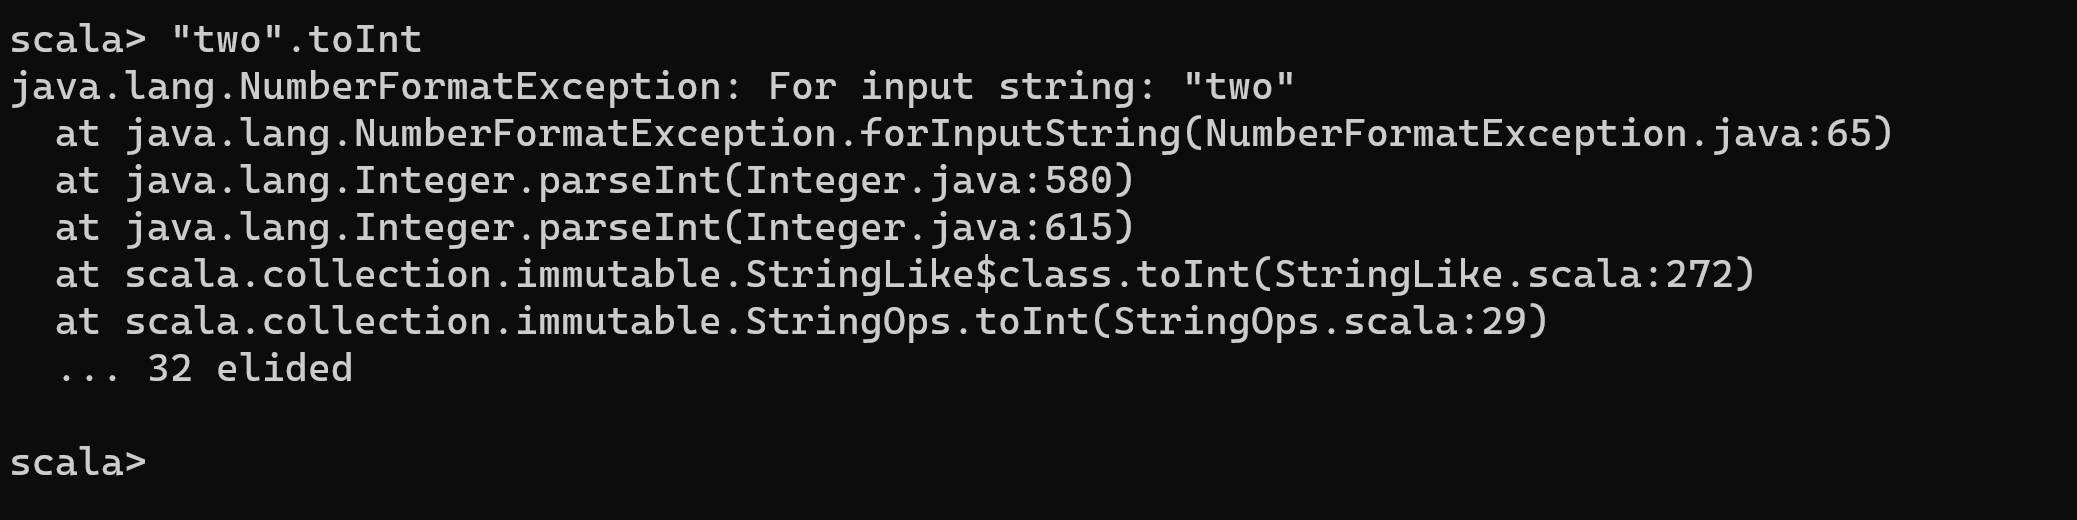 scala> "two".toInt
java.lang.NumberFormatException: For input string: "two"
  at java.lang.NumberFormatException.forInputString(NumberFormatException.java:65)
  at java.lang.Integer.parseInt(Integer.java:580)
  at java.lang.Integer.parseInt(Integer.java:615)
  at scala.collection.immutable.StringLike$class.toInt(StringLike.scala:272)
  at scala.collection.immutable.StringOps.toInt(StringOps.scala:29)
  ... 32 elided
scala>